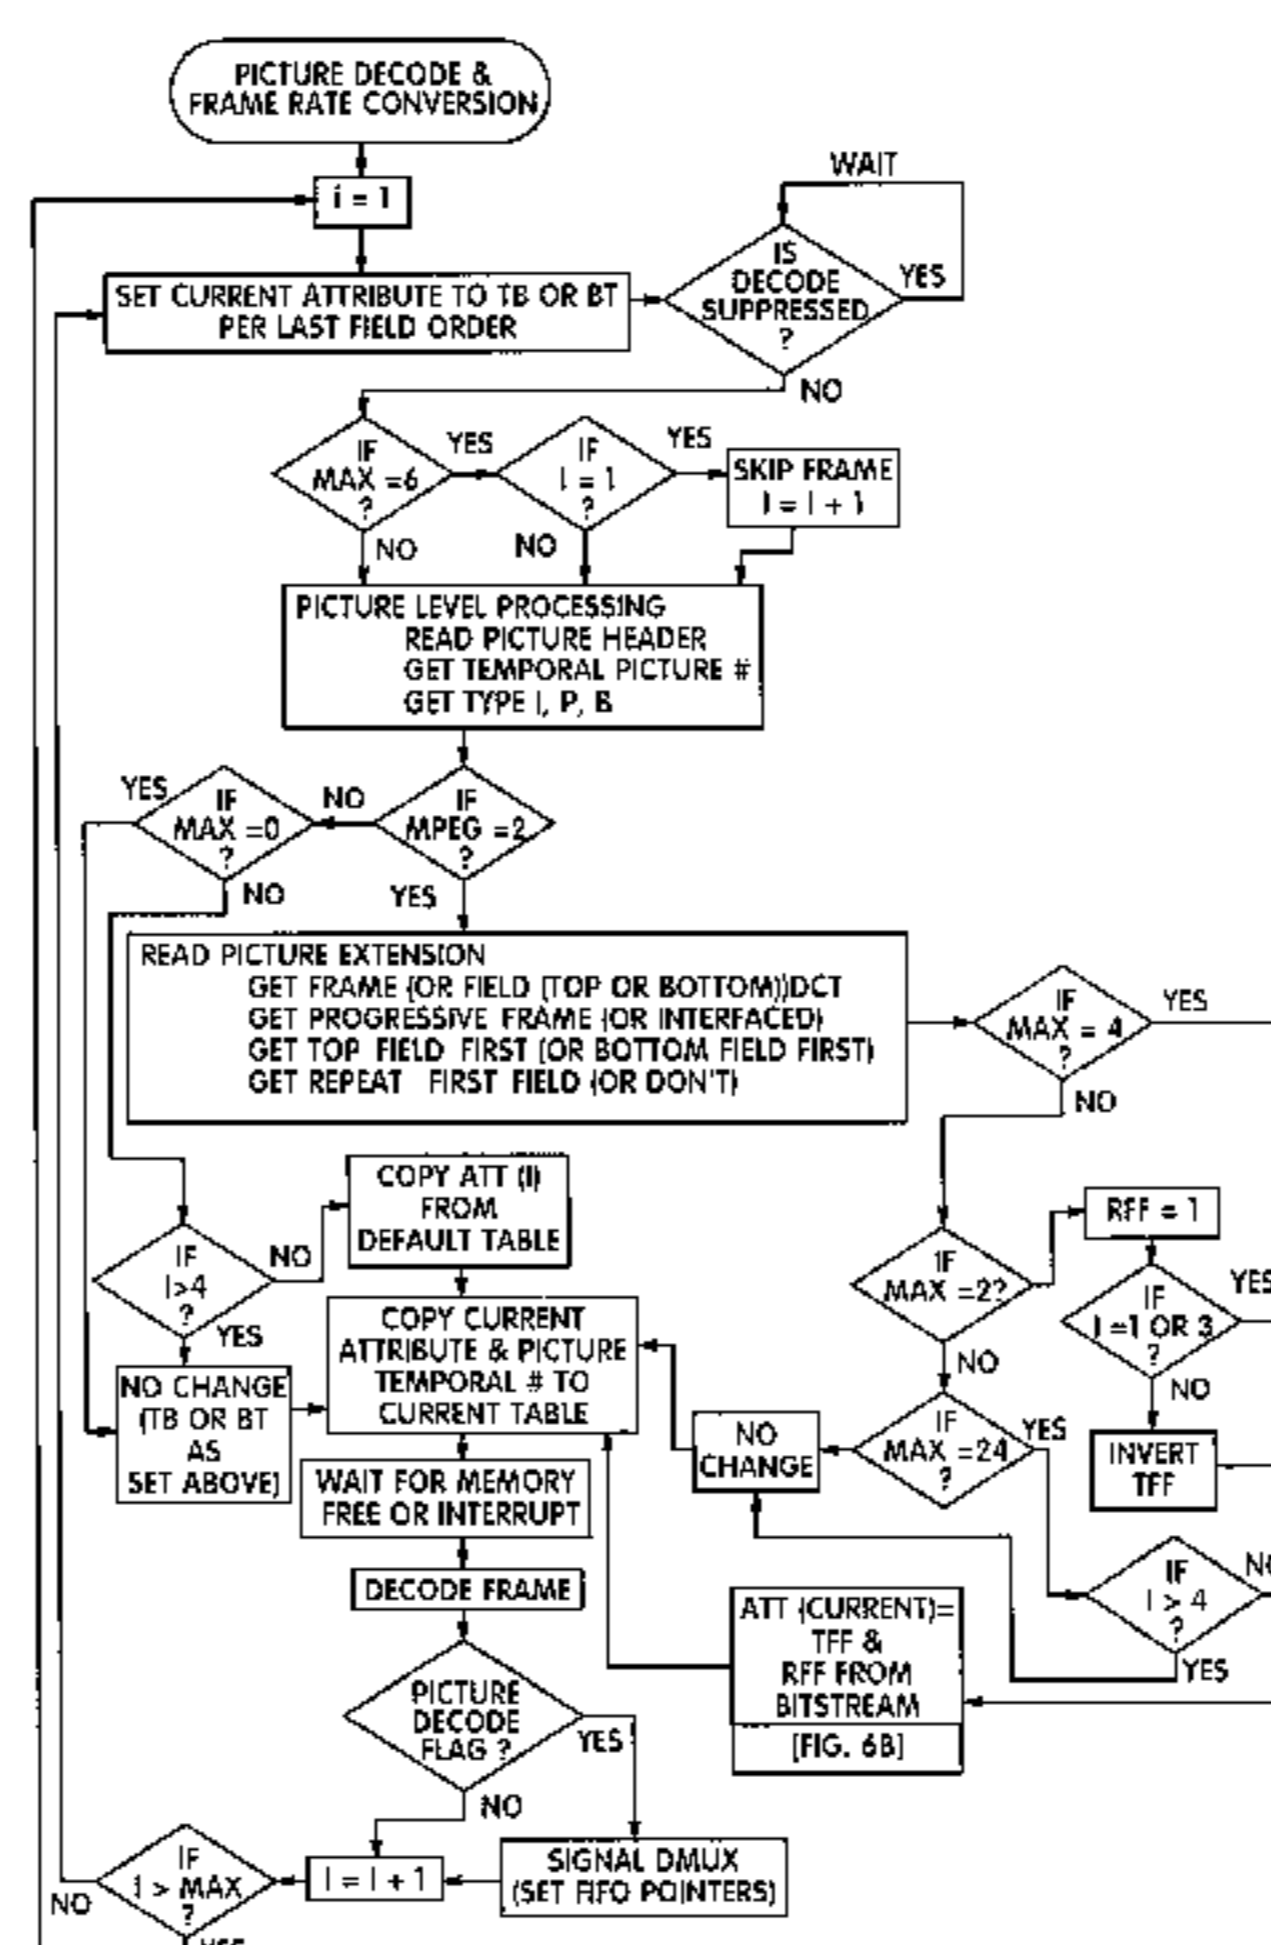 PICTURE DECODE &
FRAME RATE CONVERSION
i = 1
WAIT
SET CURRENT ATTRIBUTE TO TB OR BT
PER LAST FIELD ORDER
IS
DECODE
SUPPRESSED
?
YES
NO
IF
MAX =6
?
YES
NO
IF
I = 1
?
YES
NO
SKIP FRAME
I = I + 1
PICTURE LEVEL PROCESSING
READ PICTURE HEADER
GET TEMPORAL PICTURE #
GET TYPE I, P, B
YES
IF
MAX =0
?
NO
NO
IF
MPEG =2
?
YES
READ PICTURE EXTENSION
GET FRAME (OR FIELD (TOP OR BOTTOM))DCT
GET PROGRESSIVE FRAME (OR INTERFACED)
GET TOP FIELD FIRST (OR BOTTOM FIELD FIRST)
GET REPEAT FIRST FIELD (OR DON'T)
IF
MAX = 4
?
YES
NO
COPY ATT (I)
FROM
DEFAULT TABLE
IF
I>4
?
NO
YES
COPY CURRENT
ATTRIBUTE & PICTURE
TEMPORAL # TO
CURRENT TABLE
NO CHANGE
(TB OR BT
AS
SET ABOVE)
IF
MAX =2?
NO
RFF = 1
IF
I =1 OR 3
?
YES
NO
INVERT
TFF
IF
MAX =24
?
YES
NO
CHANGE
WAIT FOR MEMORY
FREE OR INTERRUPT
DECODE FRAME
IF
I > 4
?
YES
ATT (CURRENT)=
TFF &
RFF FROM
BITSTREAM
[FIG. 6B]
PICTURE
DECODE
FLAG ?
YES
NO
SIGNAL DMUX
(SET FIFO POINTERS)
I = I + 1
IF
I > MAX
?
NO